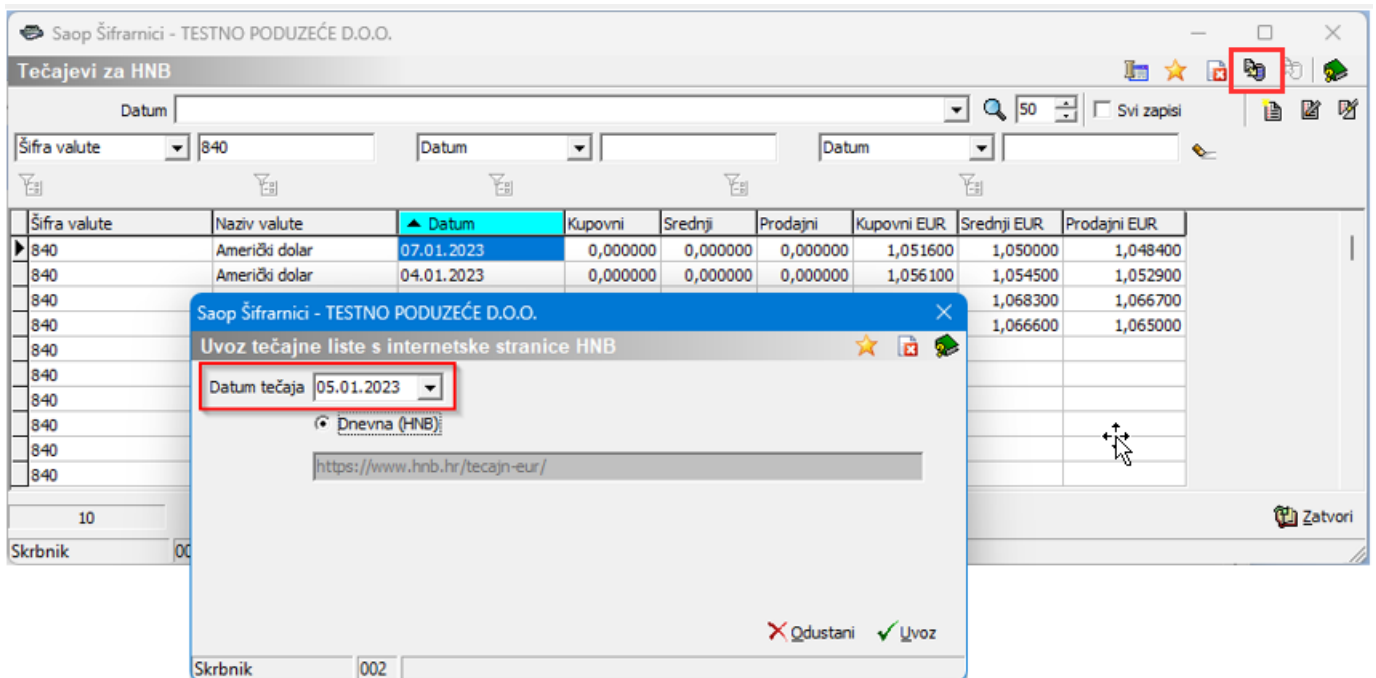 Saop Šifrarnici - TESTNO PODUZEĆE D.O.O.
Tečajevi za HNB
Datum 50 Svi zapisi
Šifra valute 840 Datum Datum
Šifra valute Naziv valute Datum Kupovni Srednji Prodajni Kupovni EUR Srednji EUR Prodajni EUR
840 Američki dolar 07.01.2023 0,000000 0,000000 0,000000 1,051600 1,050000 1,048400
840 Američki dolar 04.01.2023 0,000000 0,000000 0,000000 1,056100 1,054500 1,052900
840 1,068300 1,066700
840 1,066600 1,065000
840
840
840
840
840
840
10
Zatvori
Skrbnik 00
Saop Šifrarnici - TESTNO PODUZEĆE D.O.O.
Uvoz tečajne liste s internetske stranice HNB
Datum tečaja 05.01.2023
Dnevna (HNB)
https://www.hnb.hr/tecajn-eur/
Odustani Uvoz
Skrbnik 002